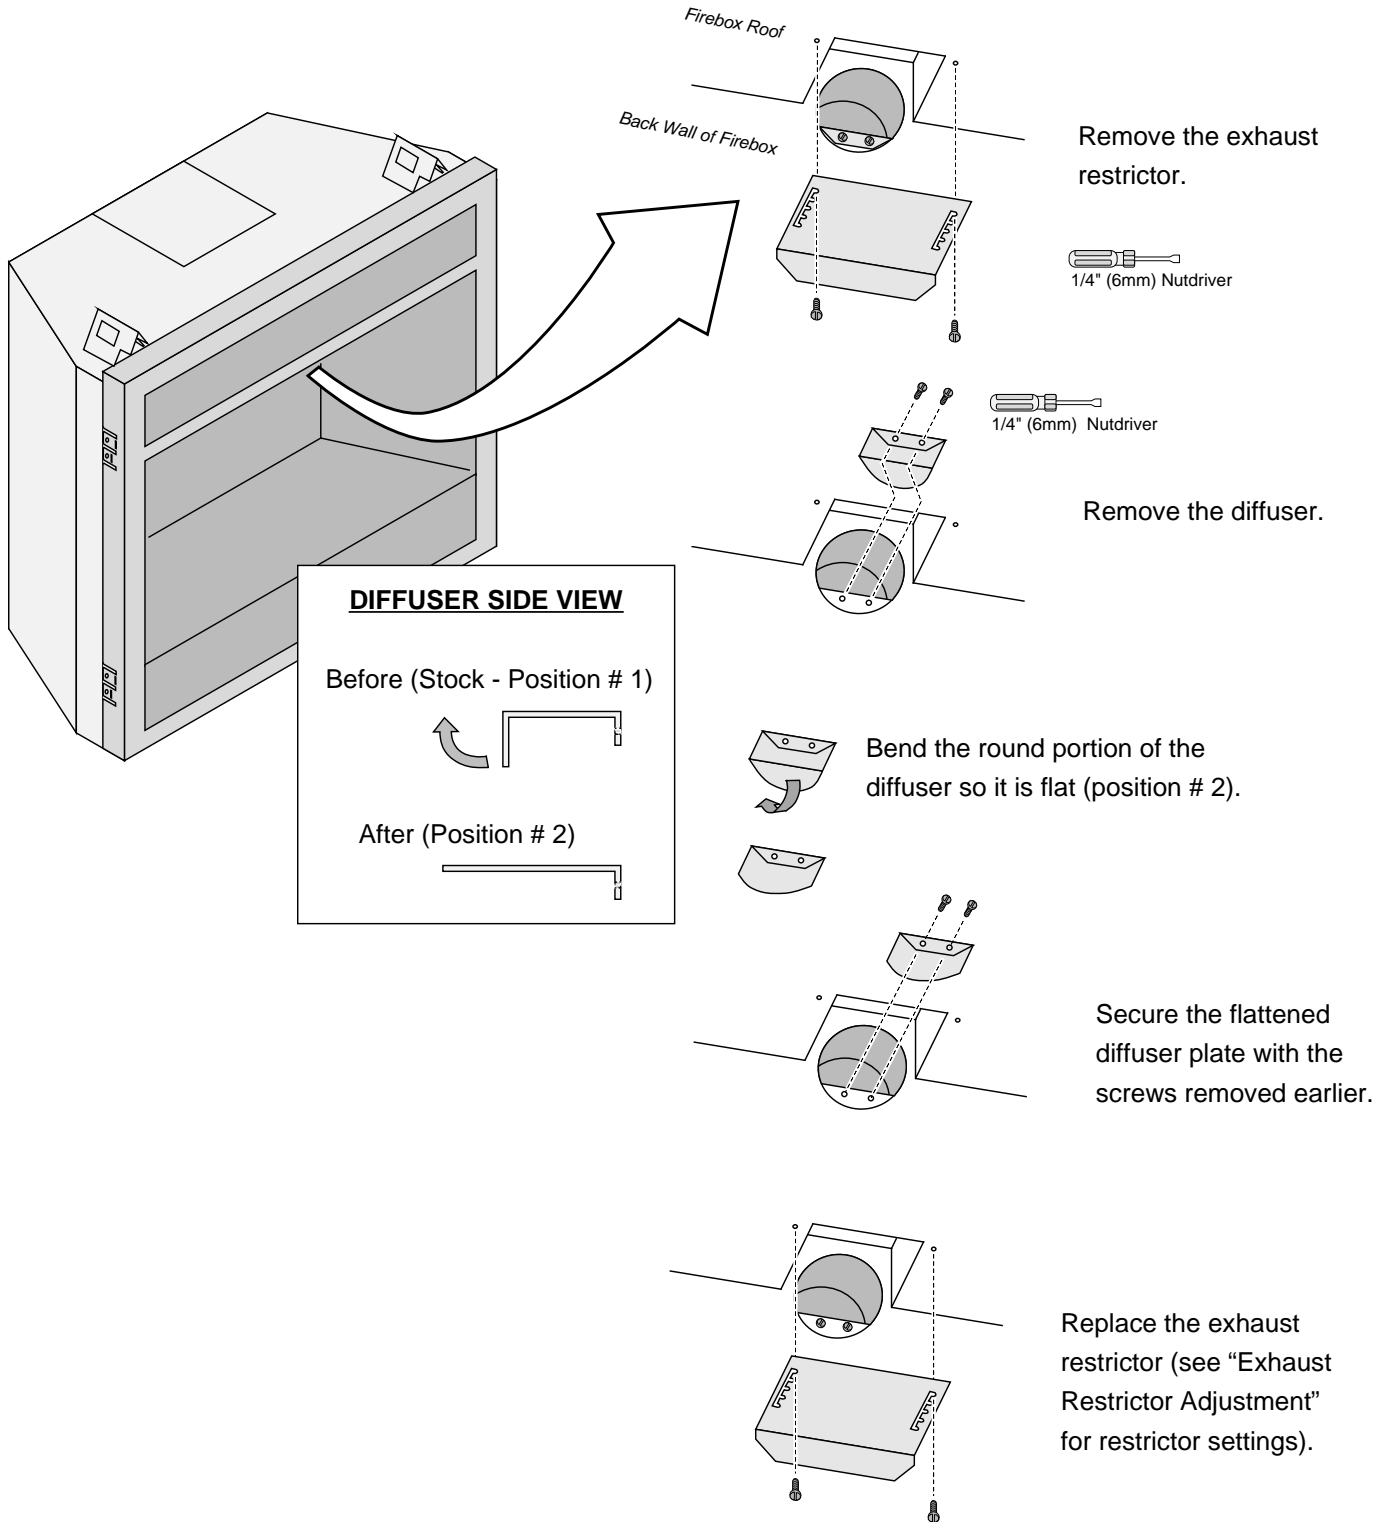 Firebox Roof
Back Wall of Firebox
Remove the exhaust
restrictor.
1/4" (6mm) Nutdriver
1/4" (6mm) Nutdriver
Remove the diffuser.
DIFFUSER SIDE VIEW
Before (Stock - Position # 1)
After (Position # 2)
Bend the round portion of the
diffuser so it is flat (position # 2).
Secure the flattened
diffuser plate with the
screws removed earlier.
Replace the exhaust
restrictor (see “Exhaust
Restrictor Adjustment”
for restrictor settings).